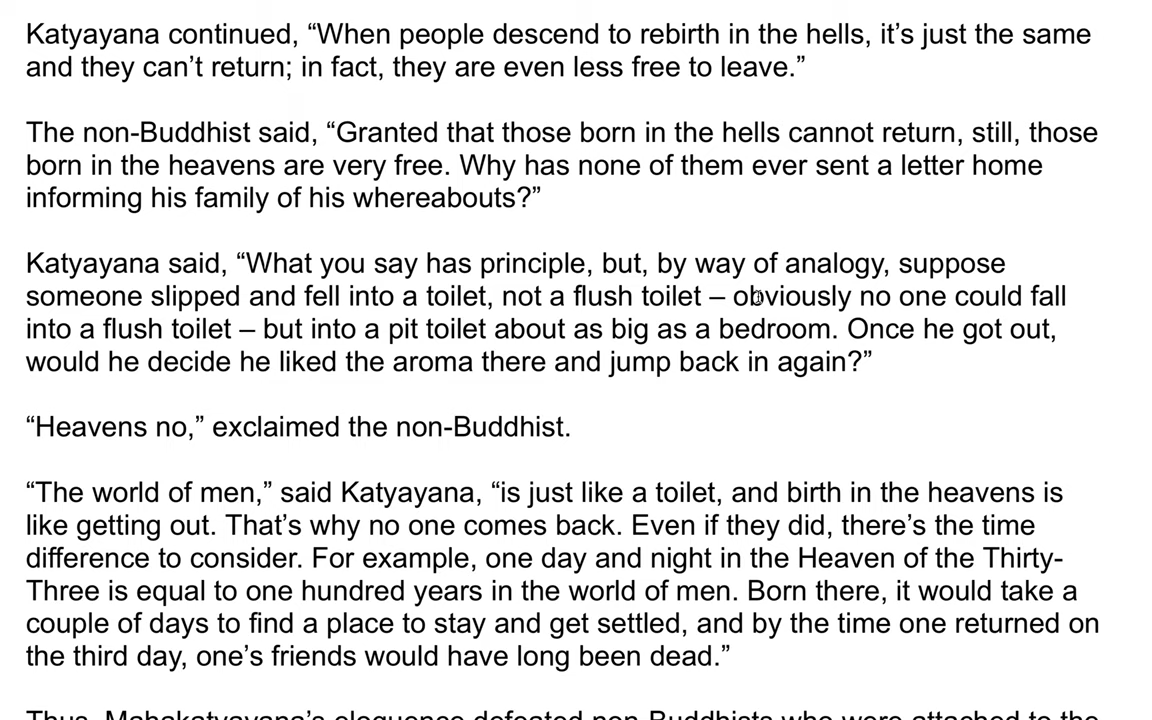 Katyayana continued, “When people descend to rebirth in the hells, it’s just the same
and they can’t return; in fact, they are even less free to leave.”
The non-Buddhist said, “Granted that those born in the hells cannot return, still, those
born in the heavens are very free. Why has none of them ever sent a letter home
informing his family of his whereabouts?”
Katyayana said, “What you say has principle, but, by way of analogy, suppose
someone slipped and fell into a toilet, not a flush toilet – obviously no one could fall
into a flush toilet – but into a pit toilet about as big as a bedroom. Once he got out,
would he decide he liked the aroma there and jump back in again?”
“Heavens no,” exclaimed the non-Buddhist.
“The world of men,” said Katyayana, “is just like a toilet, and birth in the heavens is
like getting out. That’s why no one comes back. Even if they did, there’s the time
difference to consider. For example, one day and night in the Heaven of the Thirty-
Three is equal to one hundred years in the world of men. Born there, it would take a
couple of days to find a place to stay and get settled, and by the time one returned on
the third day, one’s friends would have long been dead.”
Thus, Mahakatyayana’s eloquence defeated non-Buddhists who were attached to the